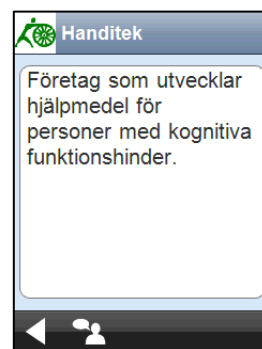 Handitek
Företag som utvecklar
hjälpmedel för
personer med kognitiva
funktionshinder.